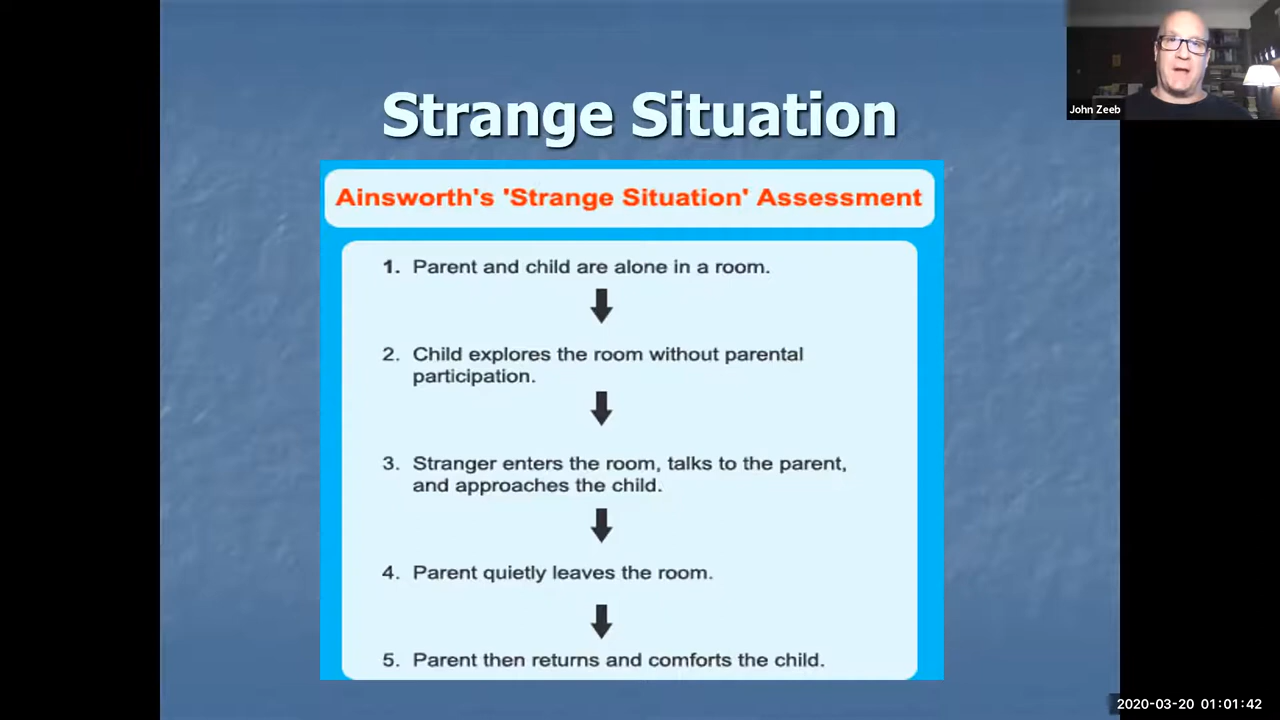 Strange Situation
John Zeeb
Ainsworth's 'Strange Situation' Assessment
1. Parent and child are alone in a room.
2. Child explores the room without parental
participation.
3. Stranger enters the room, talks to the parent,
and approaches the child.
4. Parent quietly leaves the room.
5. Parent then returns and comforts the child.
2020-03-20 01:01:42